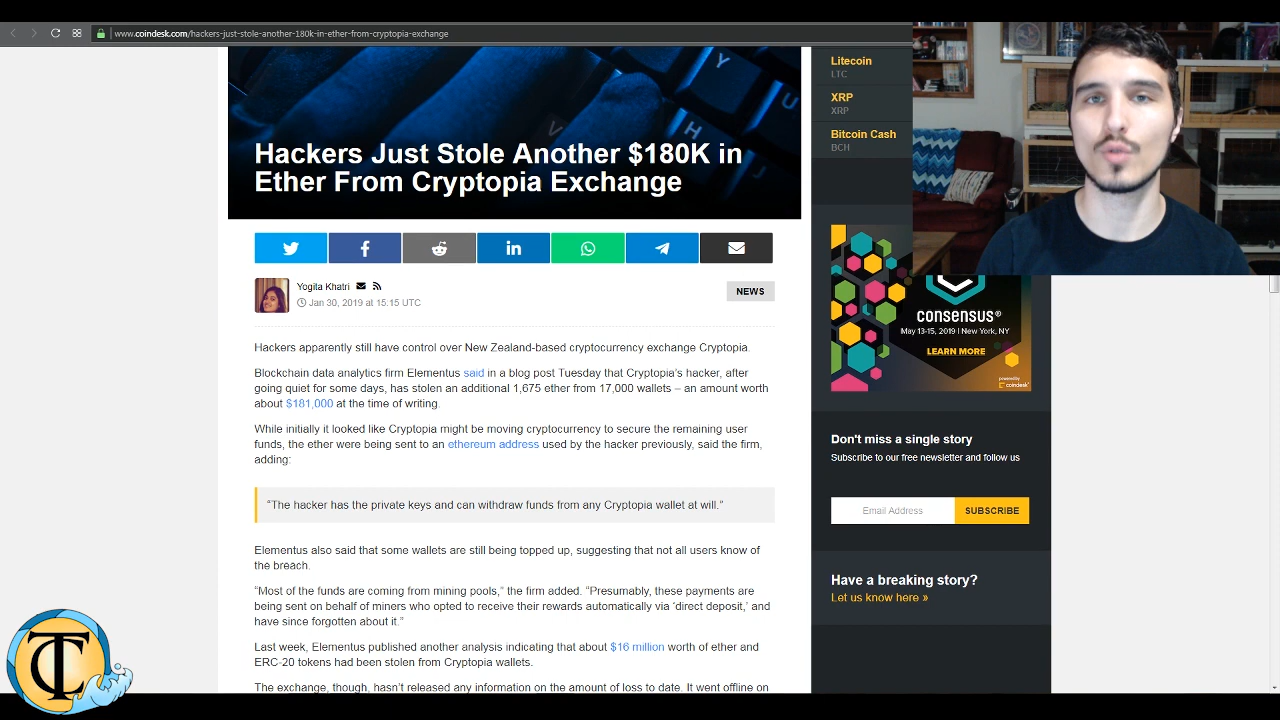 www.coindesk.com/hackers-just-stole-another-180k-in-ether-from-cryptopia-exchange
Hackers Just Stole Another $180K in
Ether From Cryptopia Exchange
Yogita Khatri
Jan 30, 2019 at 15:15 UTC
NEWS
Hackers apparently still have control over New Zealand-based cryptocurrency exchange Cryptopia.
Blockchain data analytics firm Elementus said in a blog post Tuesday that Cryptopia's hacker, after
going quiet for some days, has stolen an additional 1,675 ether from 17,000 wallets – an amount worth
about $181,000 at the time of writing.
While initially it looked like Cryptopia might be moving cryptocurrency to secure the remaining user
funds, the ether were being sent to an ethereum address used by the hacker previously, said the firm,
adding:
“The hacker has the private keys and can withdraw funds from any Cryptopia wallet at will.”
Elementus also said that some wallets are still being topped up, suggesting that not all users know of
the breach.
“Most of the funds are coming from mining pools,” the firm added. “Presumably, these payments are
being sent on behalf of miners who opted to receive their rewards automatically via ‘direct deposit,’ and
have since forgotten about it.”
Last week, Elementus published another analysis indicating that about $16 million worth of ether and
ERC-20 tokens had been stolen from Cryptopia wallets.
The exchange, though, hasn't released any information on the amount of loss to date. It went offline on
Litecoin
LTC
XRP
XRP
Bitcoin Cash
BCH
CONSENSUS®
May 13-15, 2019 | New York, NY
LEARN MORE
powered by
coindesk
Don't miss a single story
Subscribe to our free newsletter and follow us
Email Address
SUBSCRIBE
Have a breaking story?
Let us know here »
Y
U
H
V
TC